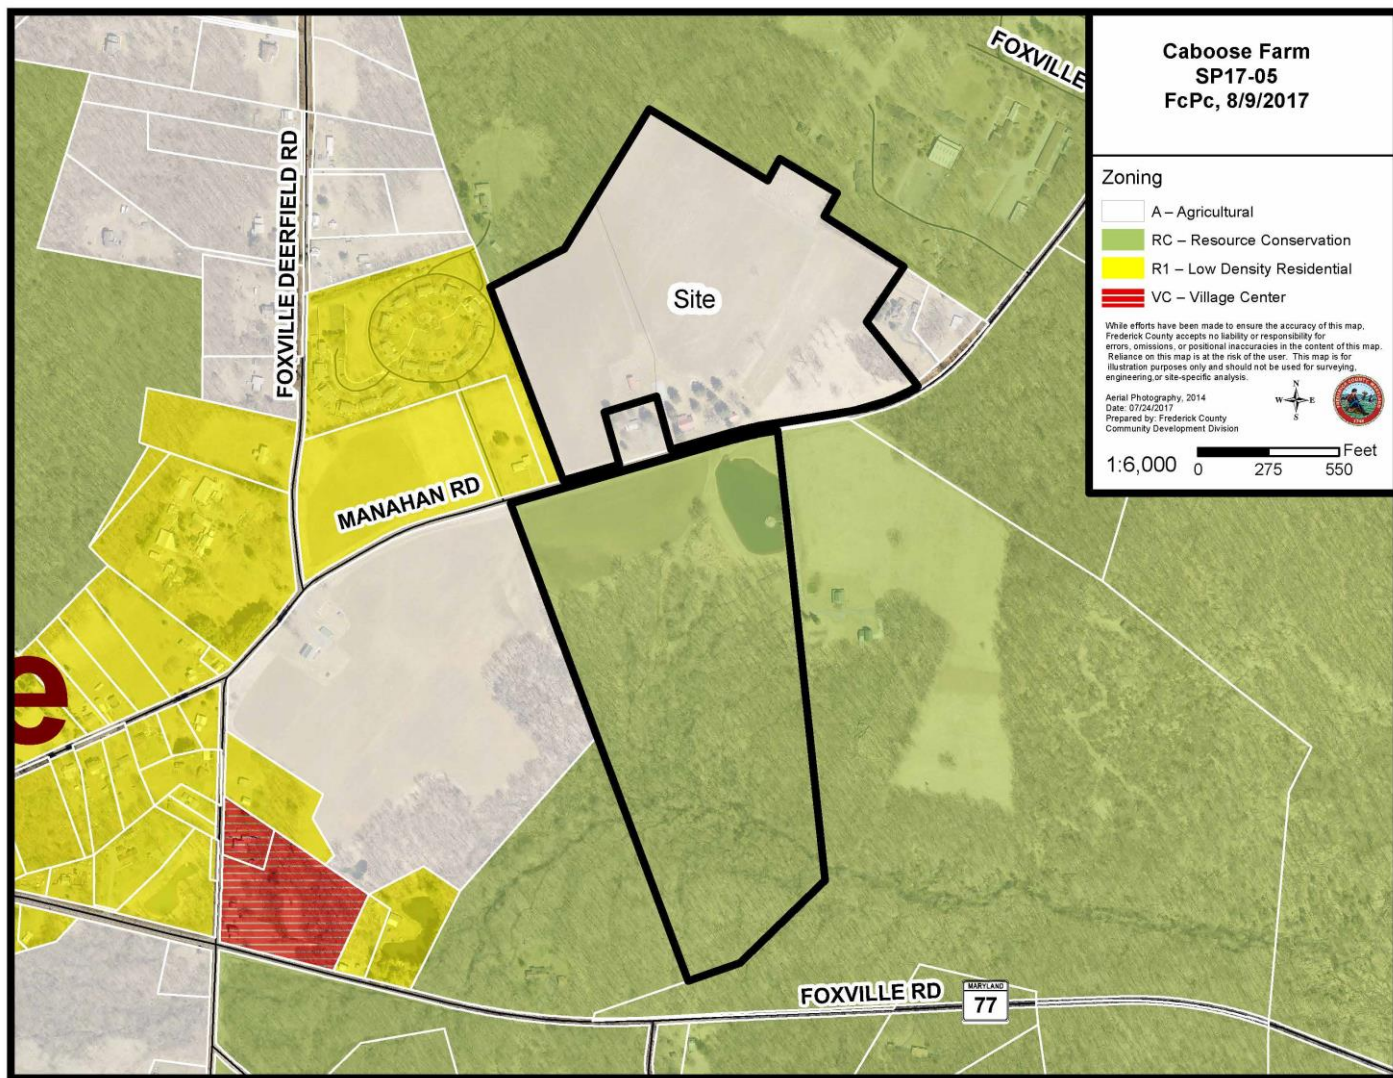 Caboose Farm
SP17-05
FcPc, 8/9/2017
FOXVILLE
Zoning
A – Agricultural
RC – Resource Conservation
R1 – Low Density Residential
VC – Village Center
While efforts have been made to ensure the accuracy of this map,
Frederick County accepts no liability or responsibility for
errors, omissions, or positional inaccuracies in the content of this map.
Reliance on this map is at the risk of the user. This map is for
illustration purposes only and should not be used for surveying,
engineering,or site-specific analysis.
Aerial Photography, 2014
Date: 07/24/2017
Prepared by: Frederick County
Community Development Division
N
W
E
S
1:6,000
Feet
0
275
550
FOXVILLE DEERFIELD RD
Site
MANAHAN RD
e
FOXVILLE RD
MARYLAND
77